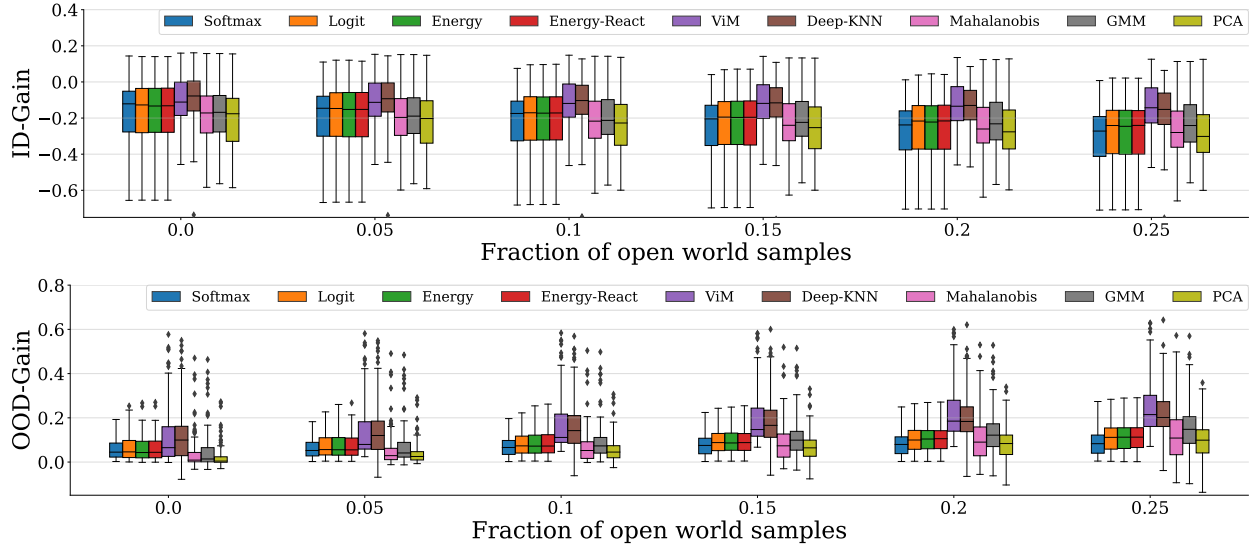 0.4
Softmax Logit Energy Energy-React ViM Deep-KNN Mahalanobis GMM PCA
0.2
0.0
−0.2
−0.4
−0.6
ID-Gain
0.0 0.05 0.1 0.15 0.2 0.25
Fraction of open world samples
0.8
Softmax Logit Energy Energy-React ViM Deep-KNN Mahalanobis GMM PCA
0.6
0.4
0.2
0.0
OOD-Gain
0.0 0.05 0.1 0.15 0.2 0.25
Fraction of open world samples